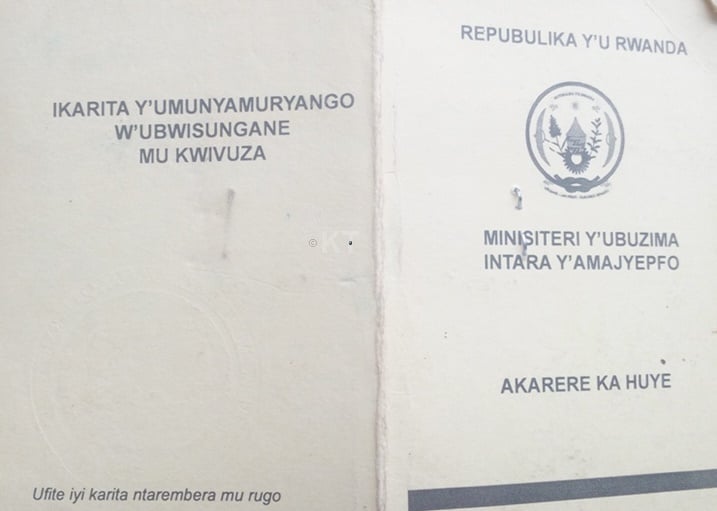 IKARITA Y'UMUNYAMURYANGO
W'UBWISUNGANE
MU KWIVUZA
© KT
Ufite iyi karita ntarembera mu rugo
REPUBULIKA Y'U RWANDA
MINISITERI Y'UBUZIMA
INTARA Y'AMAJYEPFO
AKARERE KA HUYE